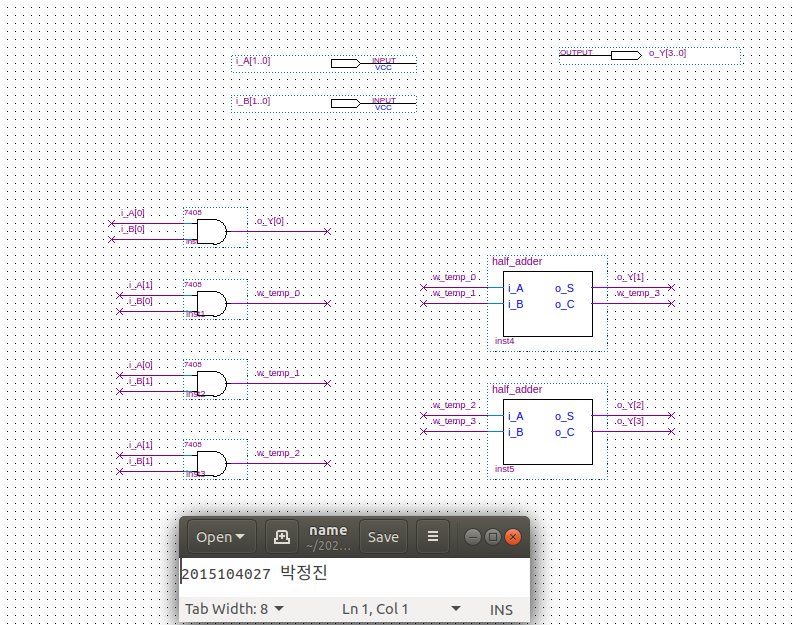 i_A[1..0] INPUT VCC
OUTPUT o_Y[3..0]
i_B[1..0] INPUT VCC
i_A[0] 7408
i_B[0] o_Y[0]
i_A[1] 7408
i_B[0] inst1 w_temp_0
i_A[0] 7408
i_B[1] inst2 w_temp_1
i_A[1] 7408
i_B[1] inst3 w_temp_2
half_adder
w_temp_0 i_A o_S o_Y[1]
w_temp_1 i_B o_C w_temp_3
inst4
half_adder
w_temp_2 i_A o_S o_Y[2]
w_temp_3 i_B o_C o_Y[3]
inst5
Open name Save
~/202...
2015104027 박정진
Tab Width: 8 Ln 1, Col 1 INS